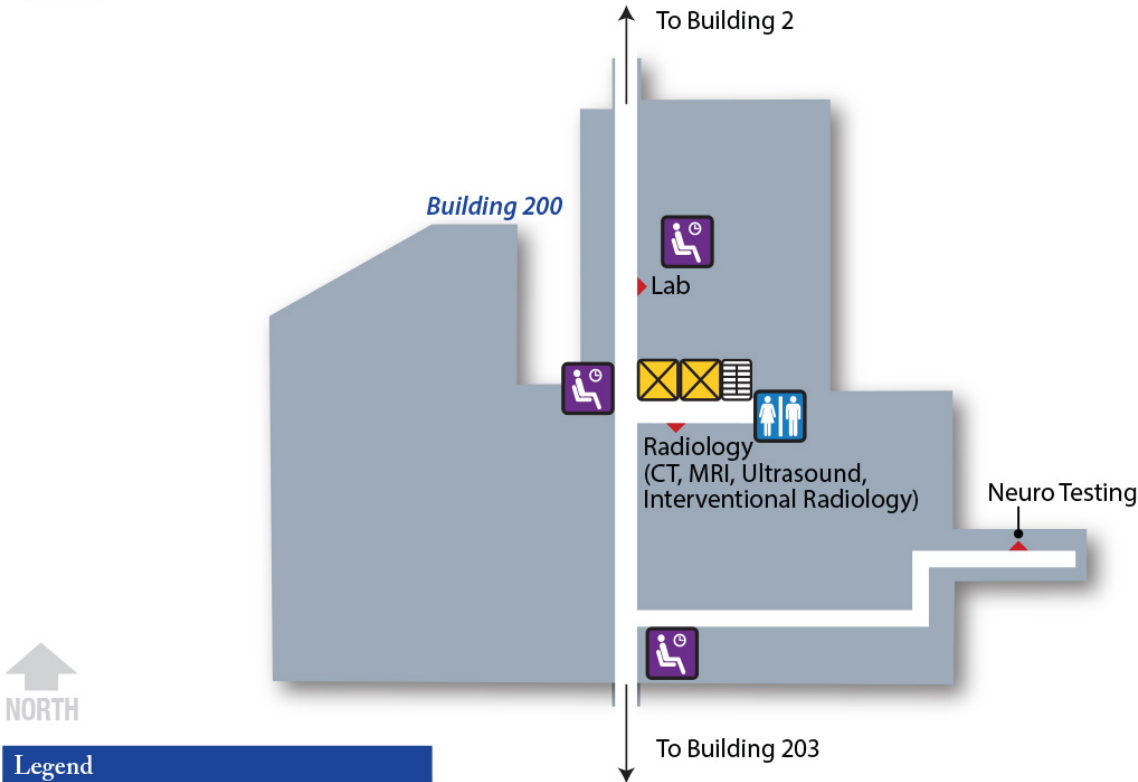 To Building 2
Building 200
Lab
Radiology
(CT, MRI, Ultrasound,
Interventional Radiology)
Neuro Testing
NORTH
To Building 203
Legend